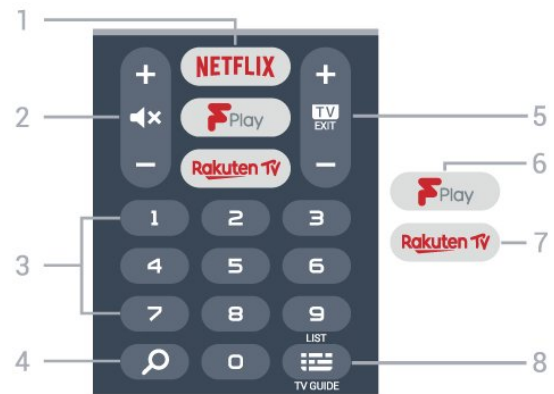 1
NETFLIX
+ +
2
TV
EXIT
5
F Play
− −
Rakuten TV
6
F Play
1 2 3
Rakuten TV
7
3
4 5 6
7 8 9
LIST
4
0
8
TV GUIDE